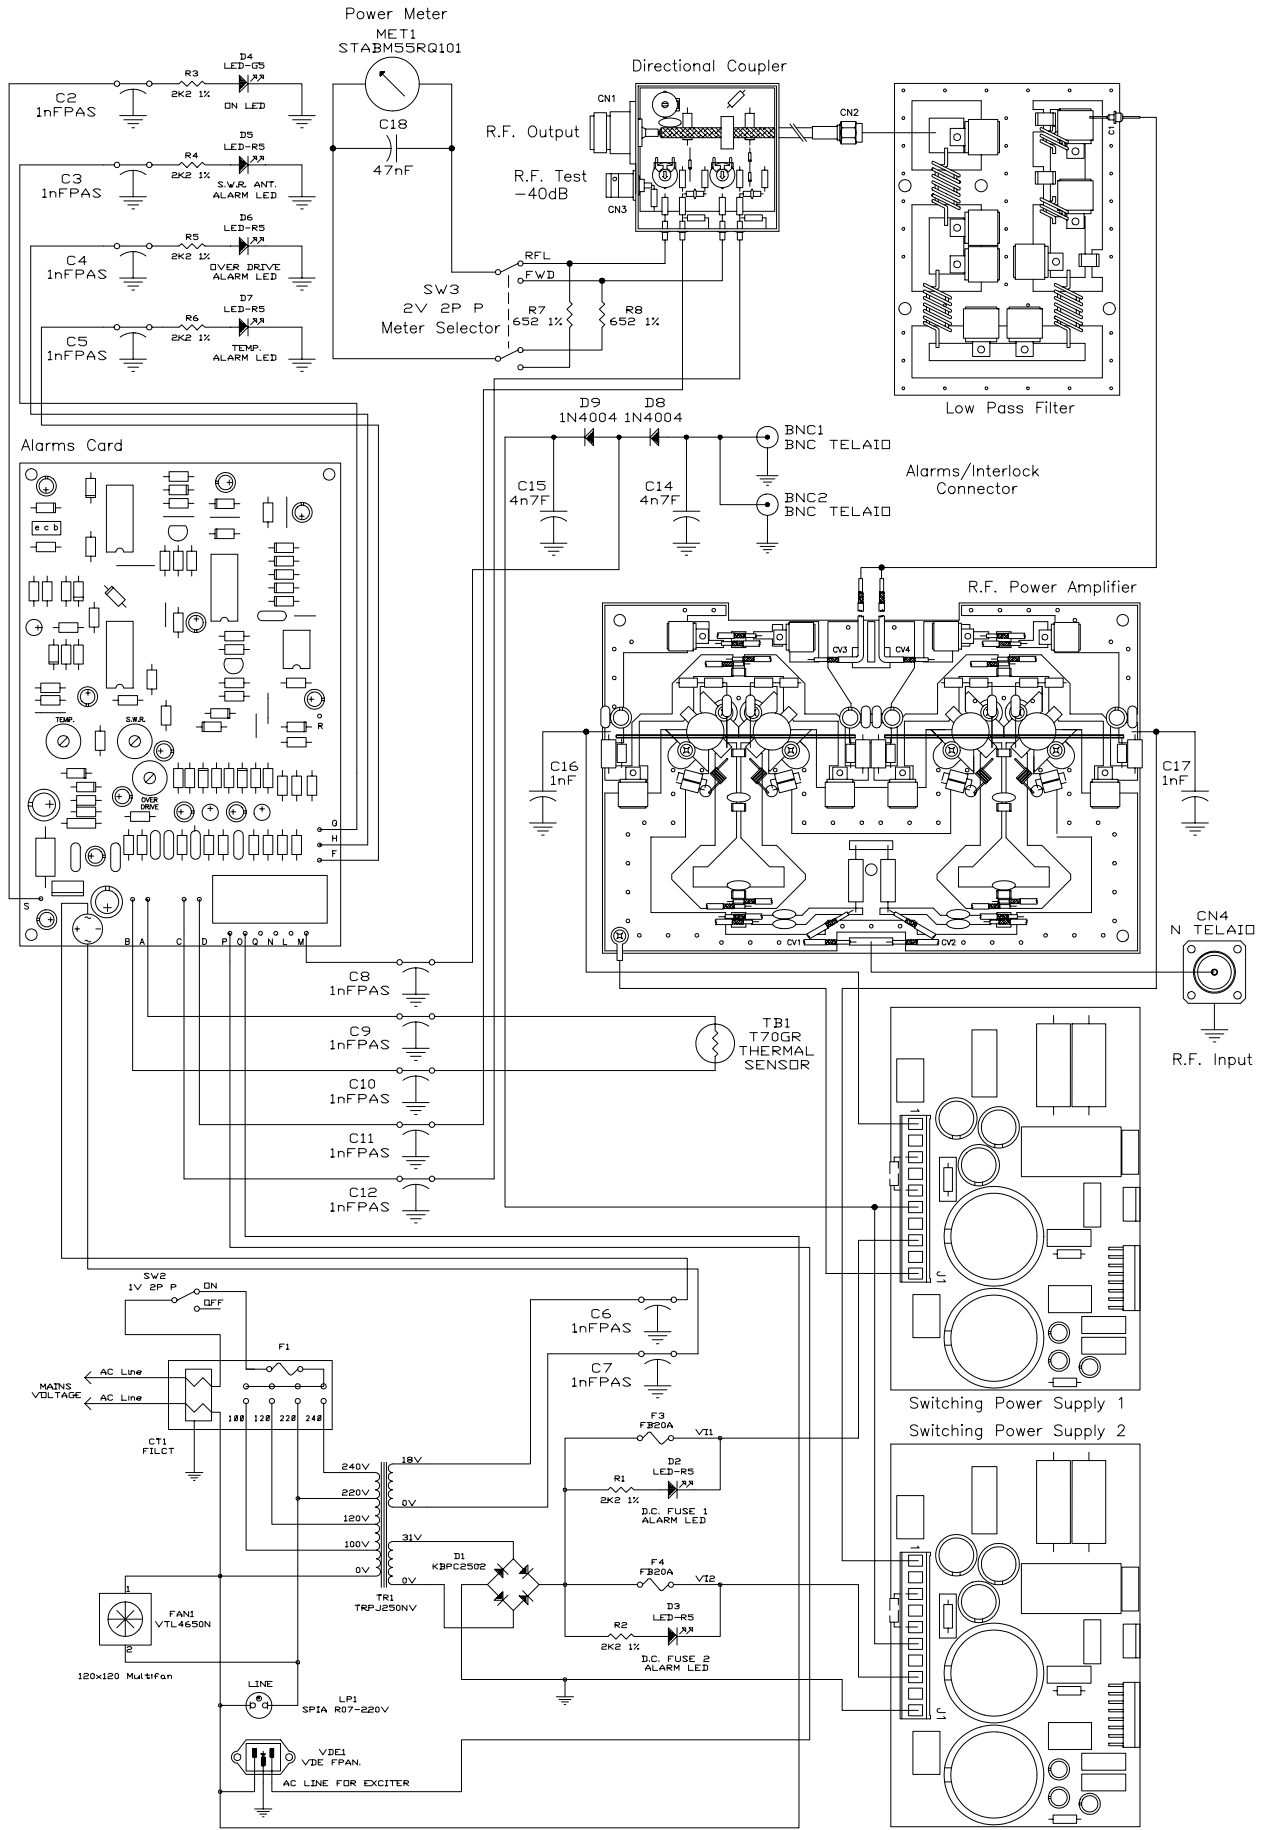 Power Meter
MET1
STABM55RQ101
D4
LED-G5
R3
2K2 1%
ON LED
C2
1nFPAS
C18
47nF
D5
LED-R5
R4
2K2 1%
S.W.R. ANT.
ALARM LED
C3
1nFPAS
D6
LED-R5
R5
2K2 1%
OVER DRIVE
ALARM LED
C4
1nFPAS
D7
LED-R5
R6
2K2 1%
TEMP.
ALARM LED
C5
1nFPAS
Directional Coupler
CN1
R.F. Output
R.F. Test
-40dB
CN3
CN2
C1
Low Pass Filter
RFL
FWD
SW3
2V 2P P
Meter Selector
R7
652 1%
R8
652 1%
D9
1N4004
D8
1N4004
BNC1
BNC TELAIO
C15
4n7F
C14
4n7F
BNC2
BNC TELAIO
Alarms/Interlock
Connector
Alarms Card
e c b
TEMP.
S.W.R.
R
OVER
DRIVE
G
H
F
S
B A C D P O Q N L M
R.F. Power Amplifier
CV3
CV4
C16
1nF
C17
1nF
CV1
CV2
CN4
N TELAIO
R.F. Input
C8
1nFPAS
C9
1nFPAS
TB1
T70GR
THERMAL
SENSOR
C10
1nFPAS
C11
1nFPAS
C12
1nFPAS
1
J1
Switching Power Supply 1
Switching Power Supply 2
1
J1
SW2
1V 2P P
ON
OFF
C6
1nFPAS
C7
1nFPAS
F1
MAINS
VOLTAGE
AC Line
AC Line
100 120 220 240
CT1
FILCT
240V
220V
120V
100V
0V
18V
0V
31V
0V
TR1
TRPJ250NV
D1
KBPC2502
F3
FB20A
VI1
D2
LED-R5
R1
2K2 1%
D.C. FUSE 1
ALARM LED
F4
FB20A
VI2
D3
LED-R5
R2
2K2 1%
D.C. FUSE 2
ALARM LED
1
FAN1
VTL4650N
2
120x120 Multifan
LINE
LP1
SPIA R07-220V
VDE1
VDE FPAN.
AC LINE FOR EXCITER